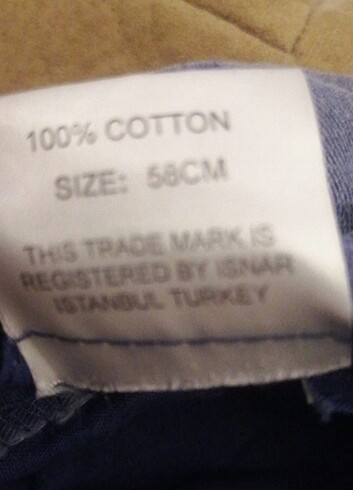 100% COTTON
SIZE: 58CM
THIS TRADE MARK IS
REGISTERED BY ISNAR
ISTANBUL TURKEY